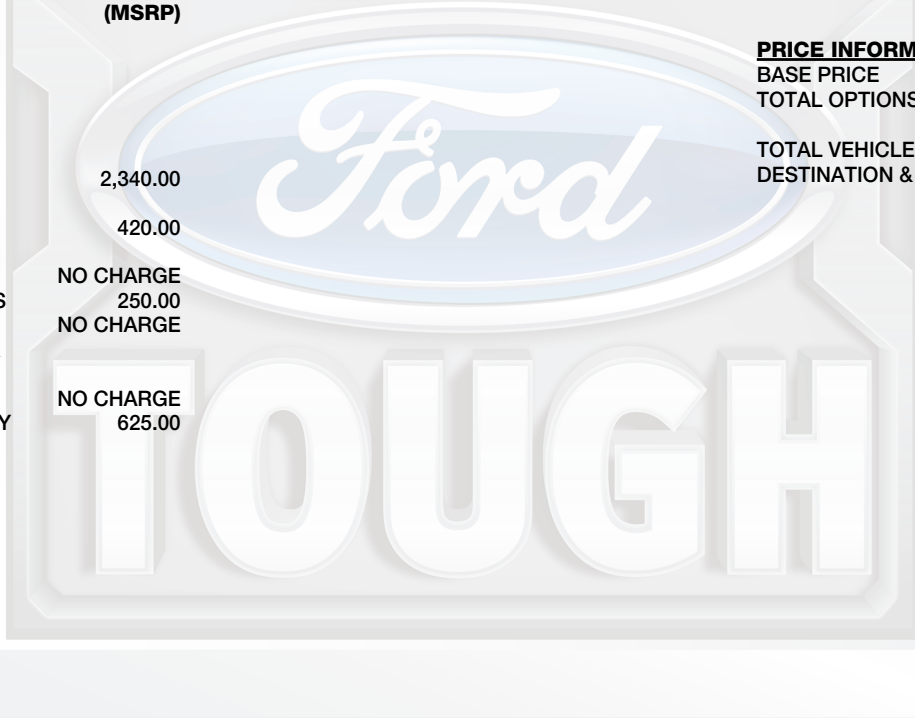 (MSRP)
2,340.00
420.00
NO CHARGE
S 250.00
NO CHARGE
NO CHARGE
Y 625.00
PRICE INFORM
BASE PRICE
TOTAL OPTIONS
TOTAL VEHICLE
DESTINATION &
Ford
TOUGH